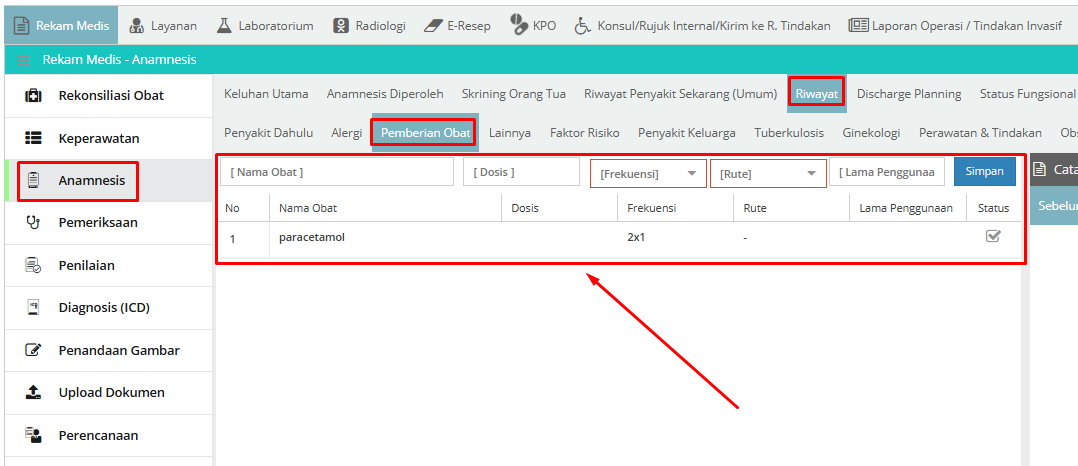 Rekam Medis Layanan Laboratorium Radiologi E-Resep KPO Konsul/Rujuk Internal/Kirim ke R. Tindakan Laporan Operasi / Tindakan Invasif
Rekam Medis - Anamnesis
Rekonsiliasi Obat
Keperawatan
Anamnesis
Pemeriksaan
Penilaian
Diagnosis (ICD)
Penandaan Gambar
Upload Dokumen
Perencanaan
Keluhan Utama Anamnesis Diperoleh Skrining Orang Tua Riwayat Penyakit Sekarang (Umum) Riwayat Discharge Planning Status Fungsional
Penyakit Dahulu Alergi Pemberian Obat Lainnya Faktor Risiko Penyakit Keluarga Tuberkulosis Ginekologi Perawatan & Tindakan Obs
[ Nama Obat ] [ Dosis ] [Frekuensi] [Rute] [ Lama Penggunaa Simpan
No Nama Obat Dosis Frekuensi Rute Lama Penggunaan Status
1 paracetamol 2x1 -
Cata
Sebelu